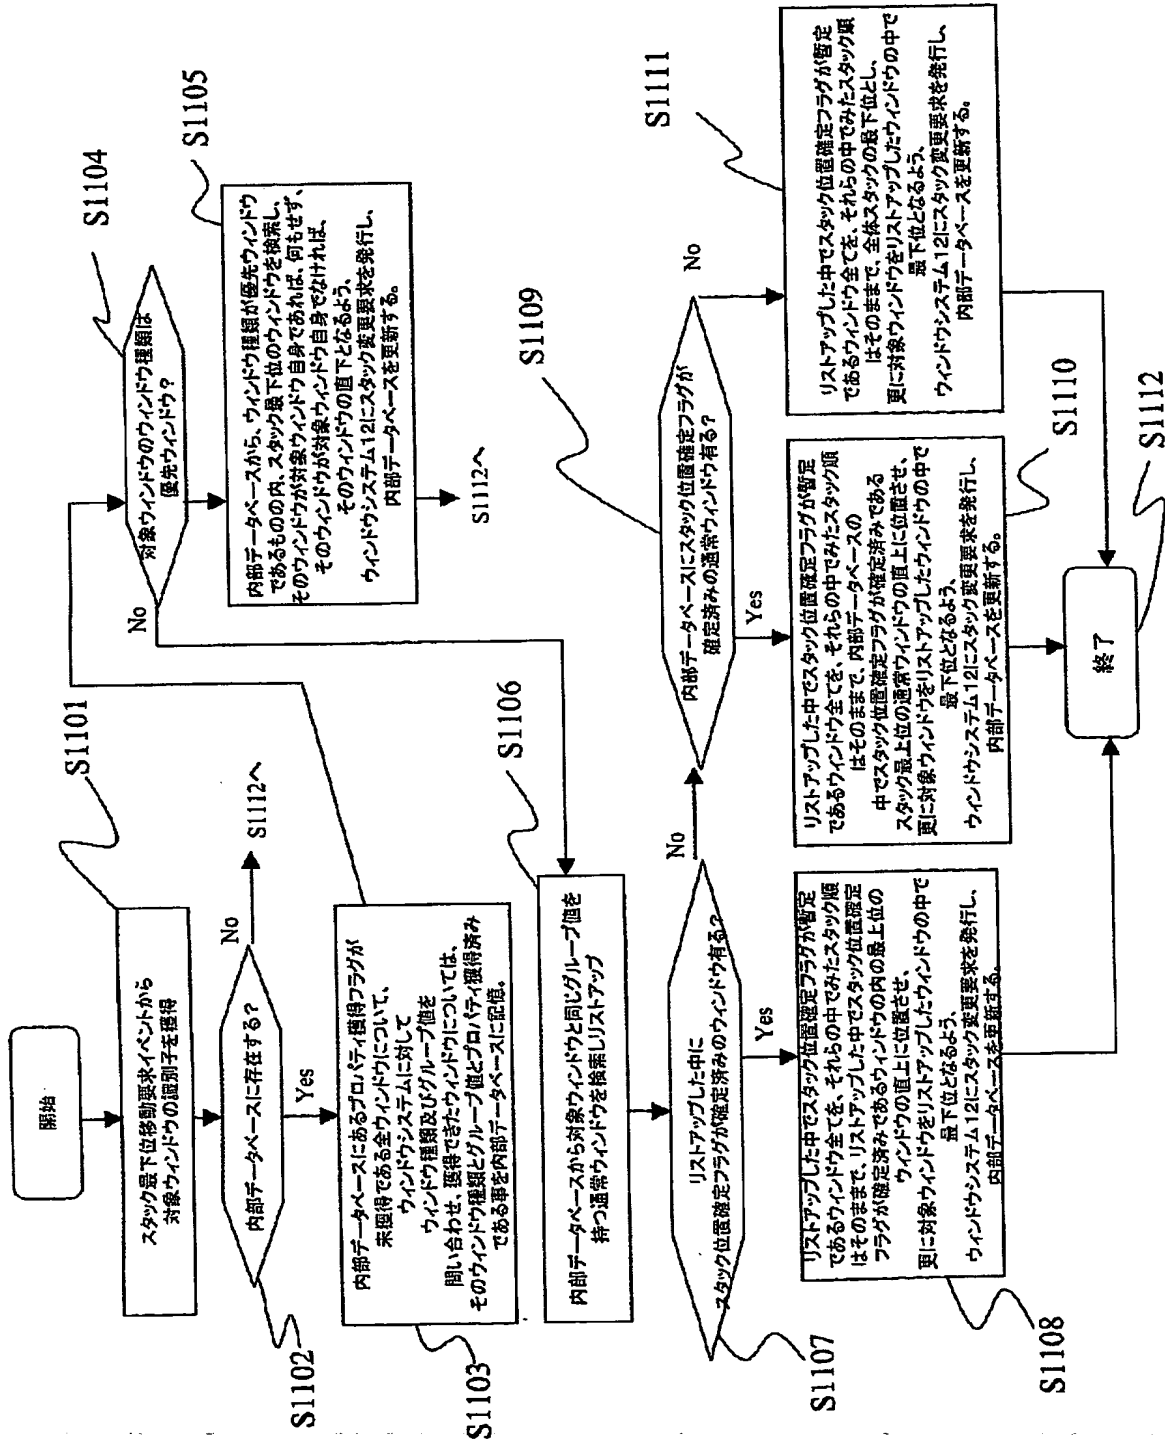 開始
S1101
スタック最下位移動要求イベントから
対象ウィンドウの識別子を獲得
S1102
内部データベースに存在する?
No
S1112へ
Yes
S1103
内部データベースにあるプロパティ獲得フラグが
未獲得である全ウィンドウについて、
ウィンドウシステムに対して
ウィンドウ種類及びグループ値を
問い合わせ、獲得できたウィンドウについては、
そのウィンドウ種類とグループ値とプロパティ獲得済み
である事を内部データベースに記憶。
S1104
対象ウィンドウのウィンドウ種類は
優先ウィンドウ?
No
S1105
内部データベースから、ウィンドウ種類が優先ウィンドウ
であるものの内、スタック最下位のウィンドウを検索し、
そのウィンドウが対象ウィンドウ自身であれば、何もせず、
そのウィンドウが対象ウィンドウ自身でなければ、
そのウィンドウの直下となるよう、
ウィンドウシステム12にスタック変更要求を発行し、
内部データベースを更新する。
S1112へ
S1106
内部データベースから対象ウィンドウと同じグループ値を
持つ通常ウィンドウを検索しリストアップ
S1107
リストアップした中に
スタック位置確定フラグが確定済みのウィンドウ有る?
No
Yes
S1108
リストアップした中でスタック位置確定フラグが暫定
であるウィンドウ全てを、それらの中でみたスタック順
はそのままで、リストアップした中でスタック位置確定
フラグが確定済みであるウィンドウの内の最上位の
ウィンドウの直上に位置させ、
更に対象ウィンドウをリストアップしたウィンドウの中で
最下位となるよう、
ウィンドウシステム12にスタック変更要求を発行し、
内部データベースを更新する。
S1109
内部データベースにスタック位置確定フラグが
確定済みの通常ウィンドウ有る?
No
Yes
S1110
リストアップした中でスタック位置確定フラグが暫定
であるウィンドウ全てを、それらの中でみたスタック順
はそのままで、内部データベースの
中でスタック位置確定フラグが確定済みである
スタック最上位の通常ウィンドウの直上に位置させ、
更に対象ウィンドウをリストアップしたウィンドウの中で
最下位となるよう、
ウィンドウシステム12にスタック変更要求を発行し、
内部データベースを更新する。
S1111
リストアップした中でスタック位置確定フラグが暫定
であるウィンドウ全てを、それらの中でみたスタック順
はそのままで、全体スタックの最下位とし、
更に対象ウィンドウをリストアップしたウィンドウの中で
最下位となるよう、
ウィンドウシステム12にスタック変更要求を発行し、
内部データベースを更新する。
終了
S1112